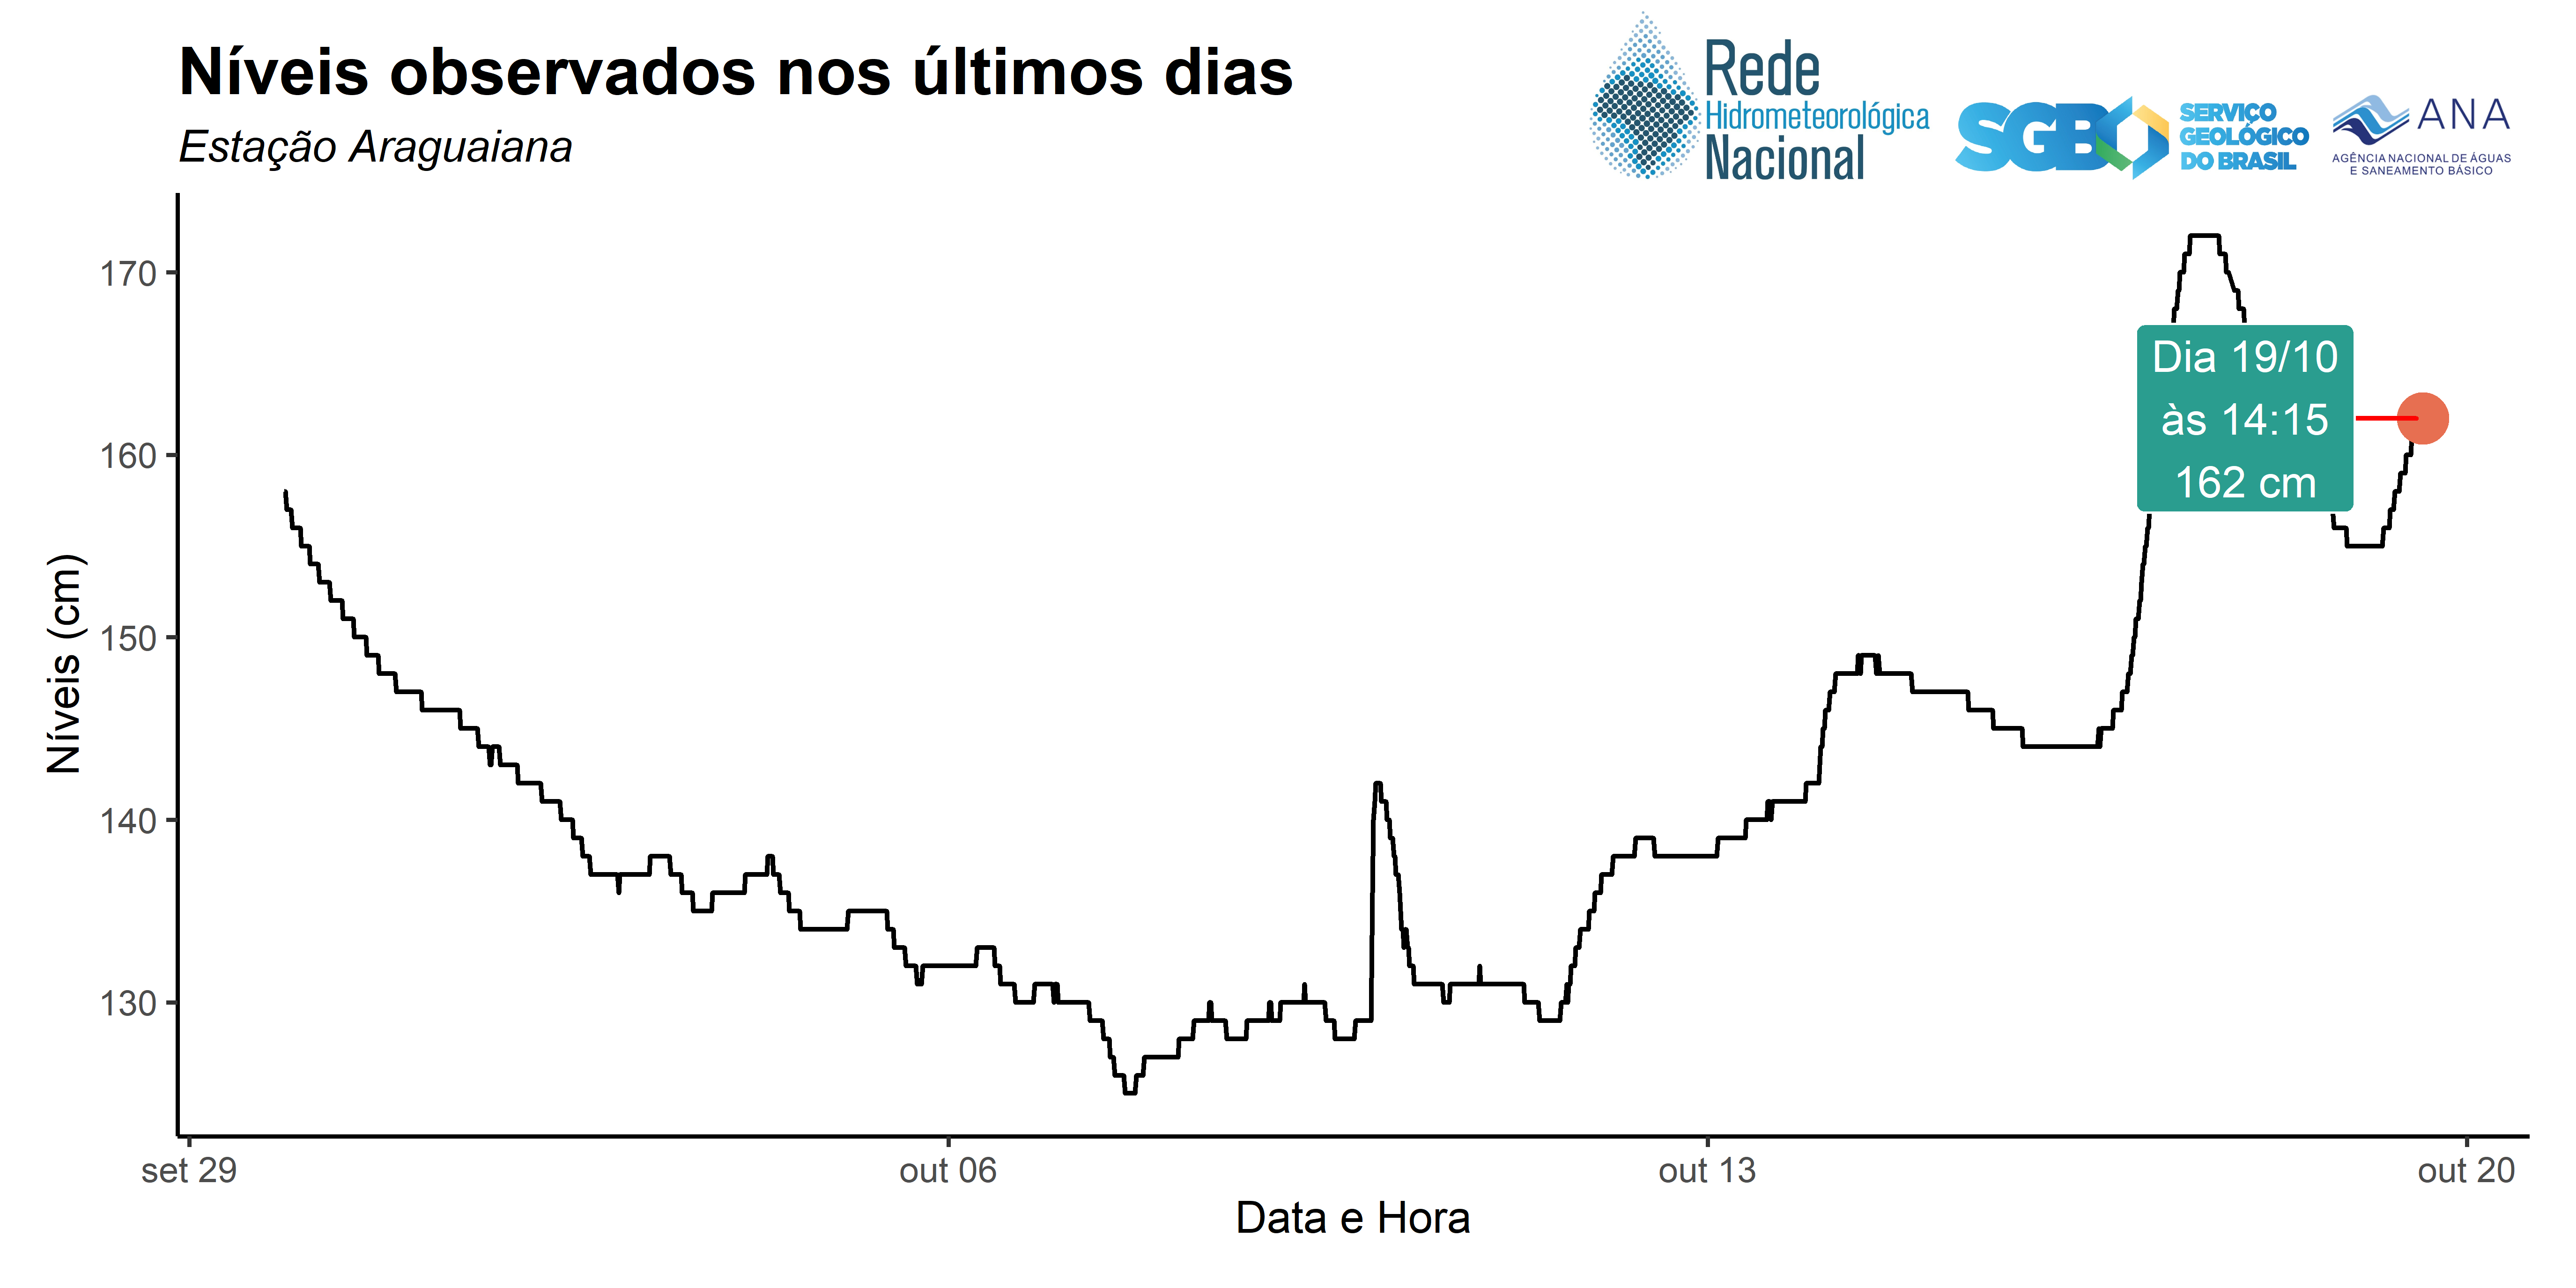 Níveis observados nos últimos dias
Estação Araguaiana
Rede
Hidrometeorológica
Nacional
SGB
SERVIÇO
GEOLÓGICO
DO BRASIL
ANA
AGÊNCIA NACIONAL DE ÁGUAS
E SANEAMENTO BÁSICO
170
160
150
140
130
Níveis (cm)
Dia 19/10
às 14:15
162 cm
set 29
out 06
out 13
out 20
Data e Hora